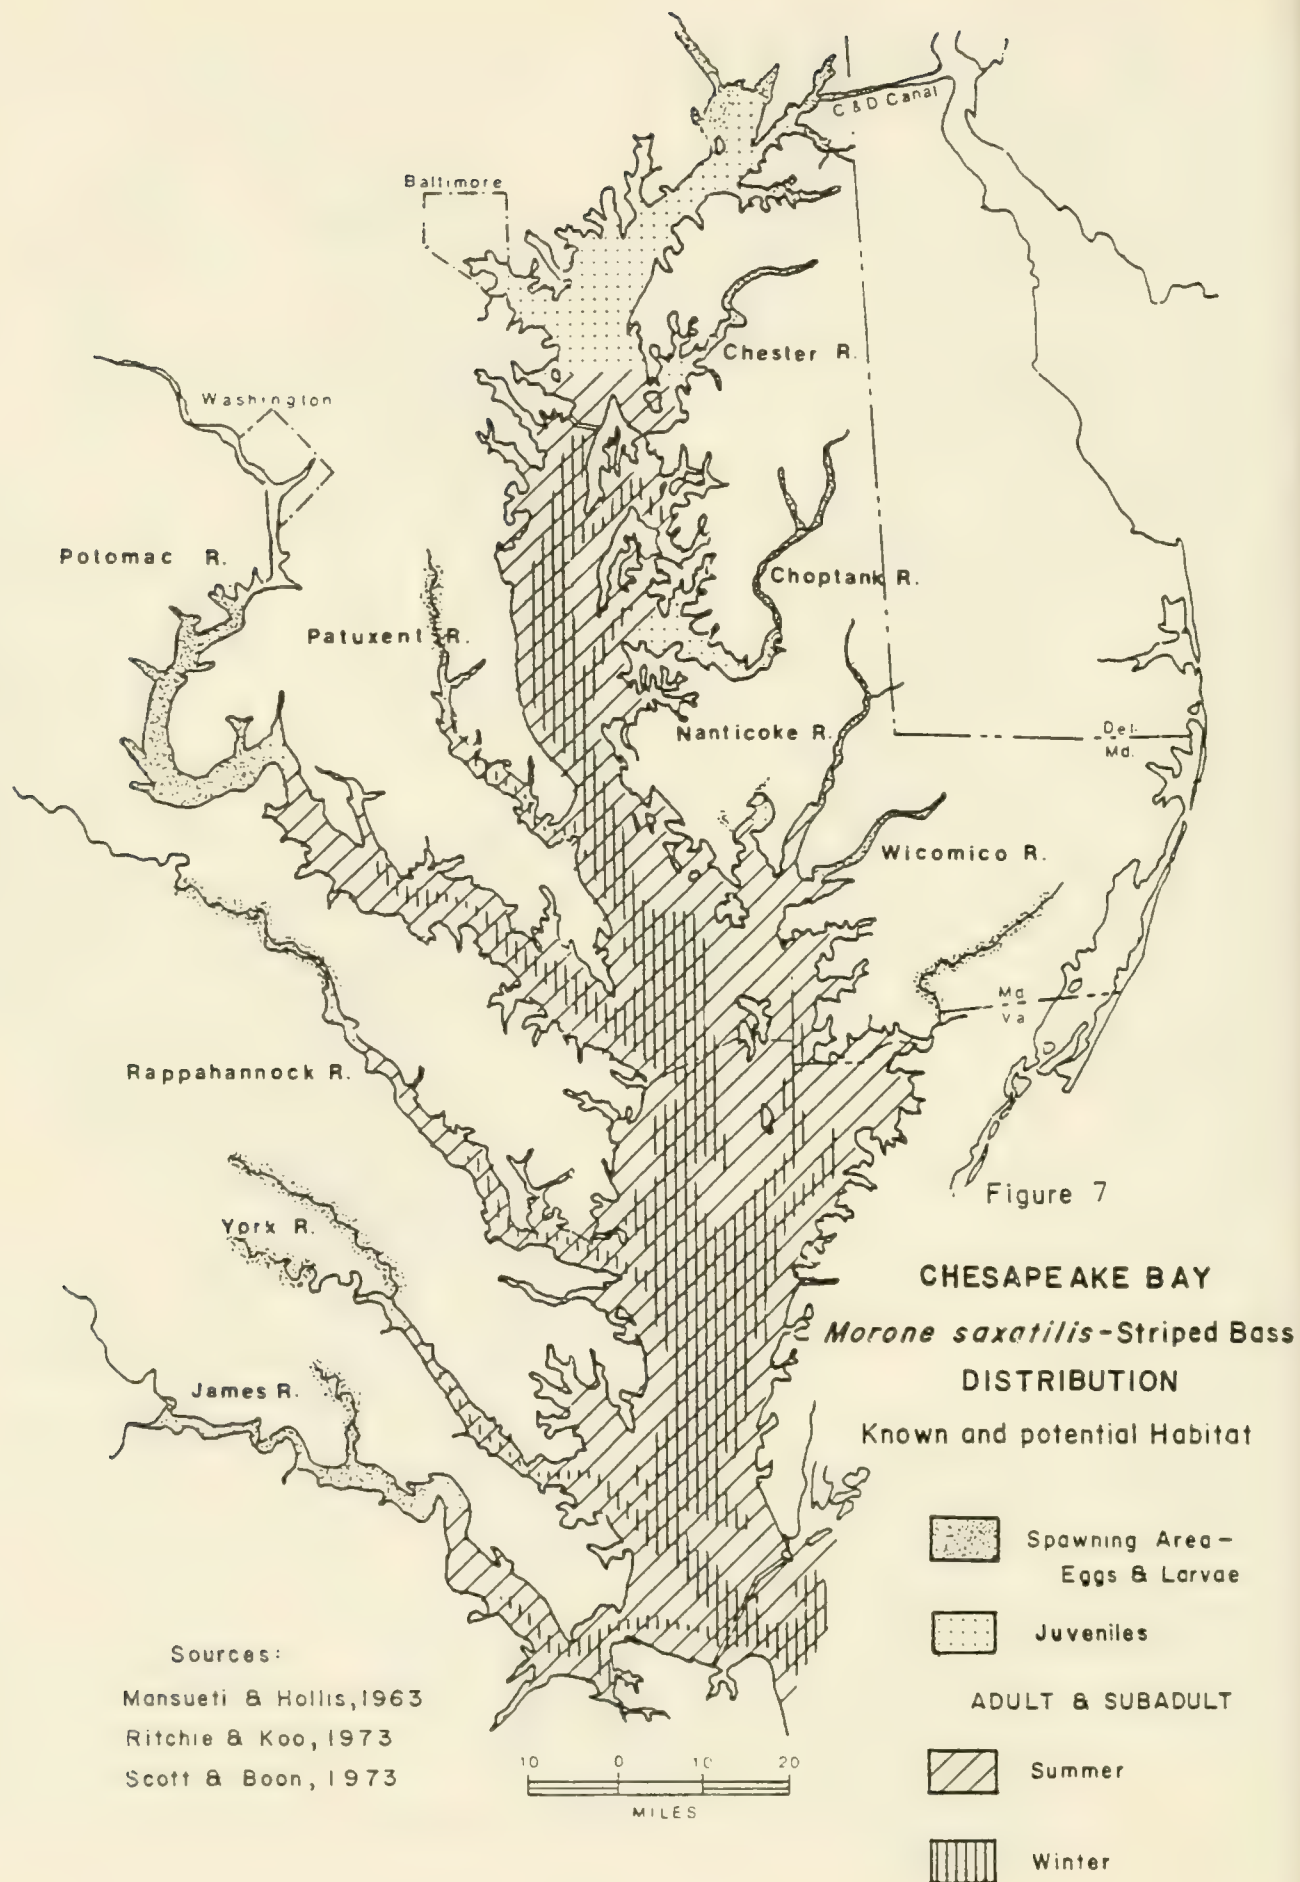 C & D Canal
Baltimore
Chester R.
Washington
Potomac R.
Choptank R.
Patuxent R.
Nanticoke R.
Del.
Md.
Wicomico R.
Md
Va
Rappahannock R.
Figure 7
York R.
CHESAPEAKE BAY
Morone saxatilis-Striped Bass
DISTRIBUTION
Known and potential Habitat
James R.
Spawning Area-
Eggs & Larvae
Juveniles
ADULT & SUBADULT
Summer
Winter
Sources:
Mansueti & Hollis, 1963
Ritchie & Koo, 1973
Scott & Boon, 1973
10 0 10 20
MILES